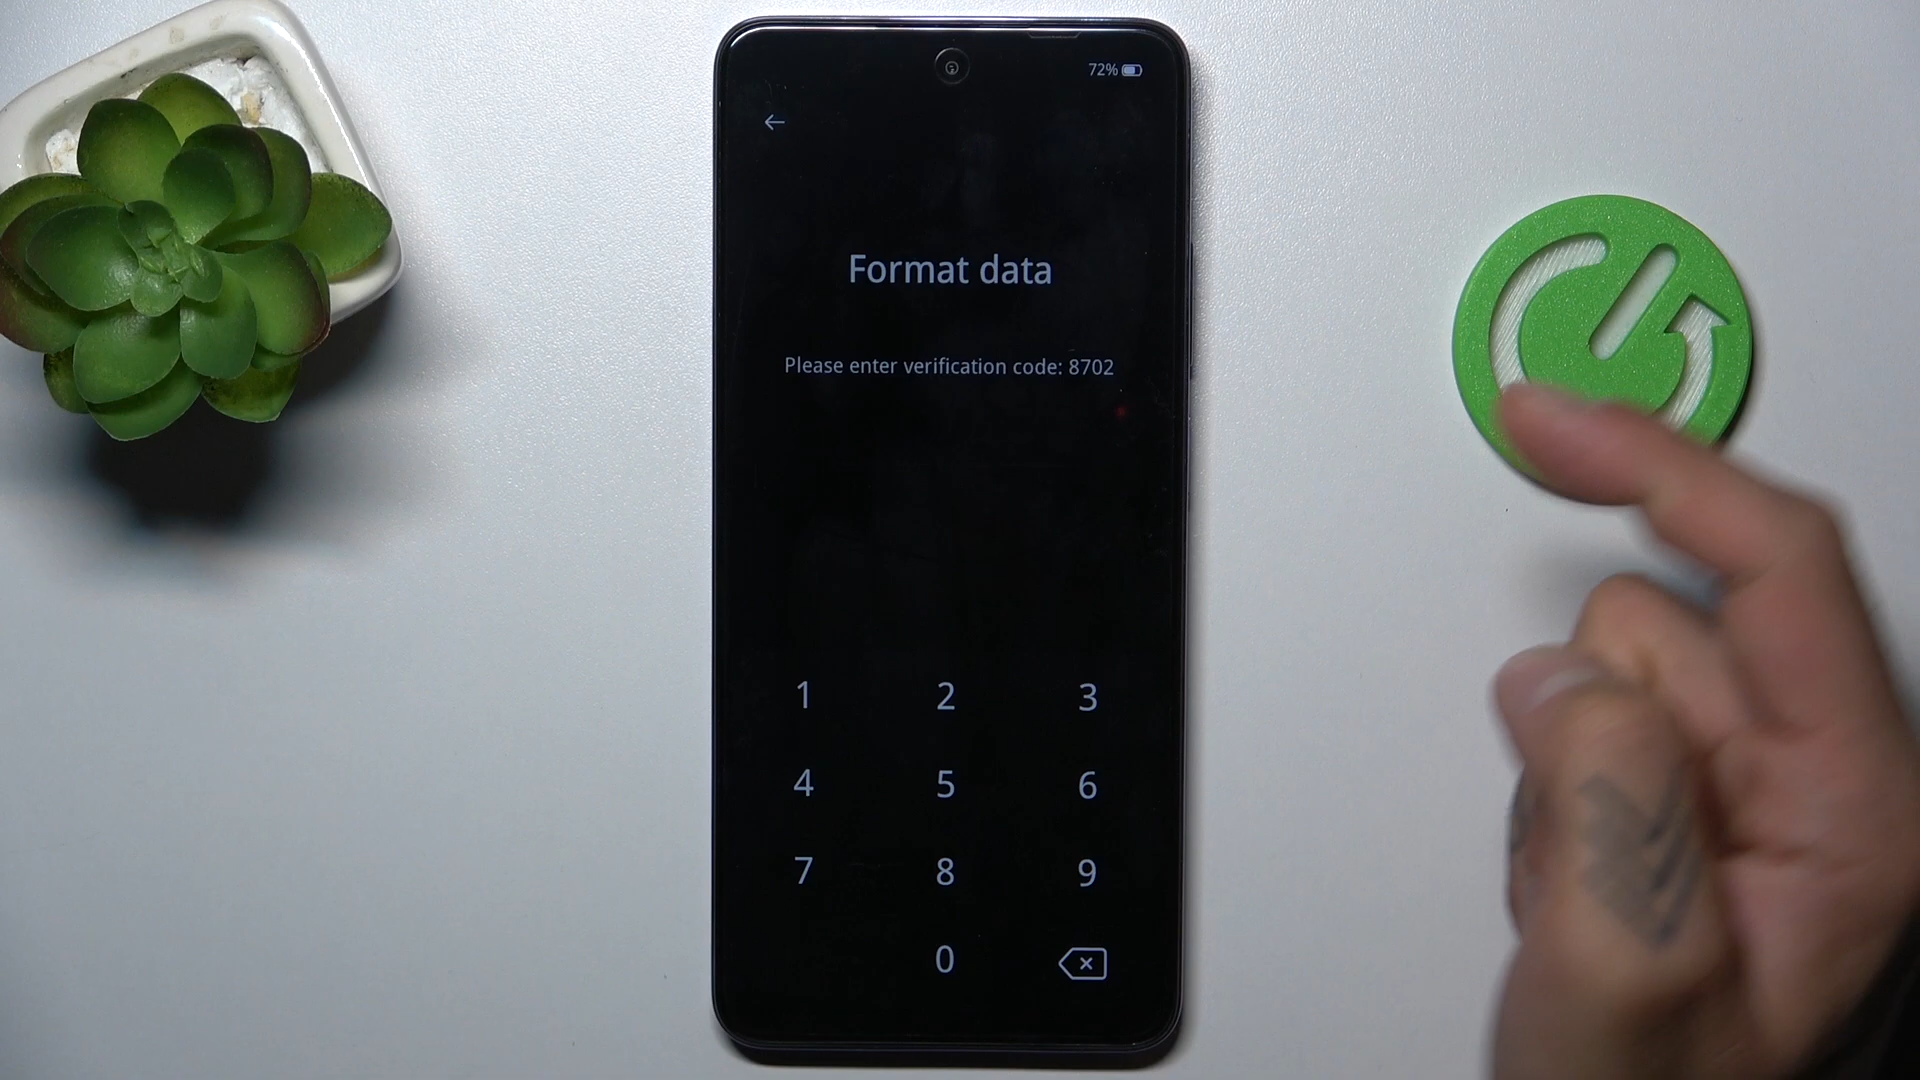 72%
Format data
Please enter verification code: 8702
1 2 3
4 5 6
7 8 9
0